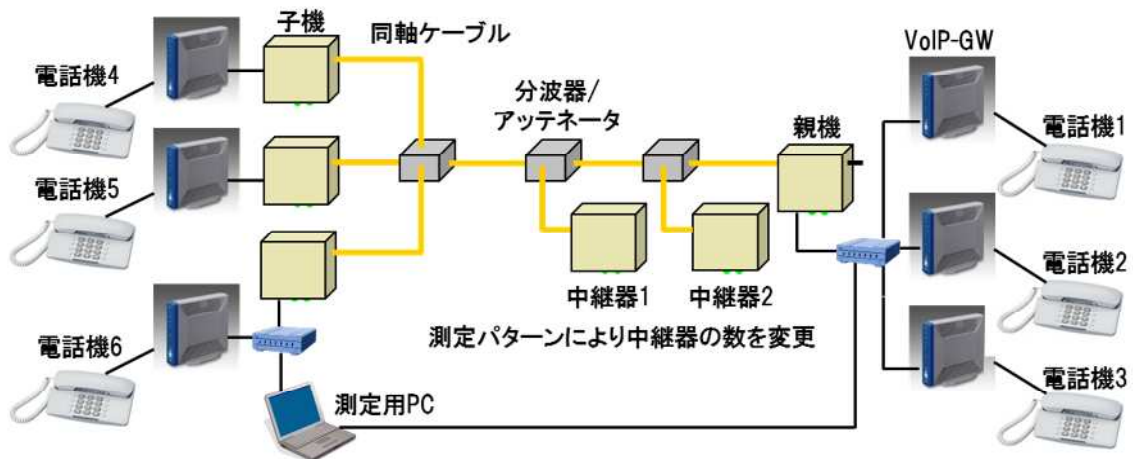 子機
同軸ケーブル
VoIP-GW
電話機4
分波器/
アッテネータ
親機
電話機1
電話機5
中継器1
中継器2
電話機2
測定パターンにより中継器の数を変更
電話機6
電話機3
測定用PC